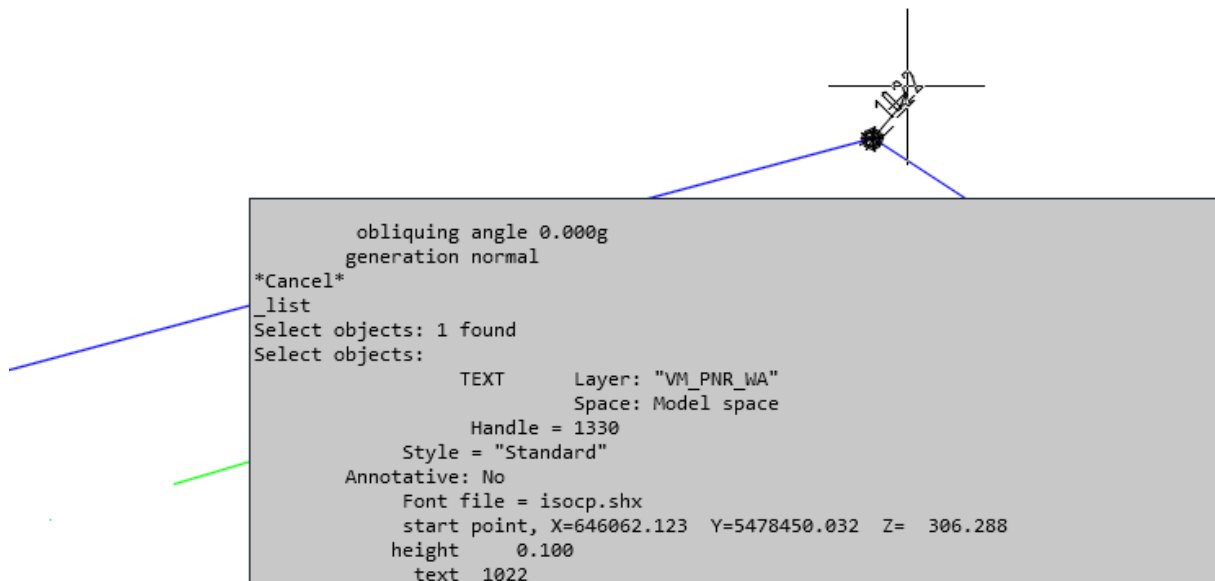 1022
obliquing angle 0.000g
generation normal
*Cancel*
_list
Select objects: 1 found
Select objects:
TEXT Layer: "VM_PNR_WA"
Space: Model space
Handle = 1330
Style = "Standard"
Annotative: No
Font file = isocp.shx
start point, X=646062.123 Y=5478450.032 Z= 306.288
height 0.100
text 1022